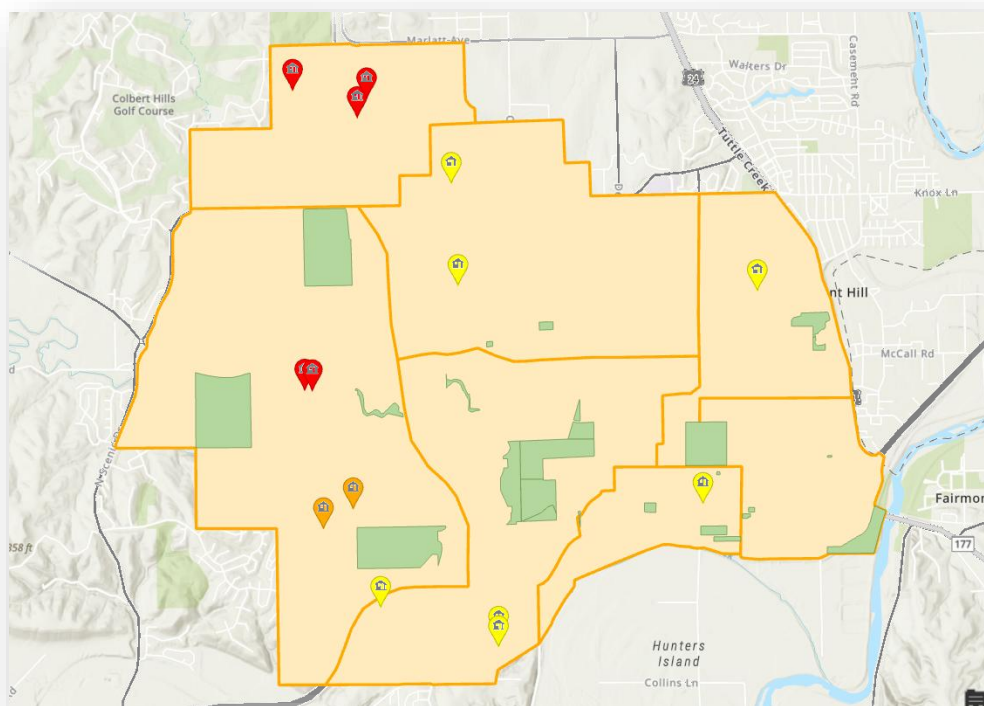 Marlatt Ave
Colbert Hills
Golf Course
24
Walters Dr
Casement Rd
Tuttle Creek
Knox Ln
nt Hill
McCall Rd
N Scenic Dr
Fairmon
177
858 ft
Hunters
Island
Collins Ln